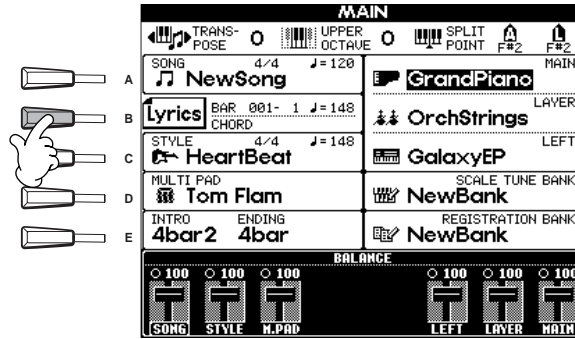 MAIN
TRANS-
POSE 0
UPPER
OCTAVE 0
SPLIT
POINT
A
F#2
L
F#2
SONG 4/4 ♩=120
NewSong
MAIN
GrandPiano
A
Lyrics BAR 001- 1 ♩=148
CHORD
LAYER
OrchStrings
B
STYLE 4/4 ♩=148
HeartBeat
LEFT
GalaxyEP
C
MULTI PAD
Tom Flam
SCALE TUNE BANK
NewBank
D
INTRO ENDING
4bar2 4bar
REGISTRATION BANK
NewBank
E
BALANCE
100 100 100 100 100 100
SONG STYLE M.PAD LEFT LAYER MAIN